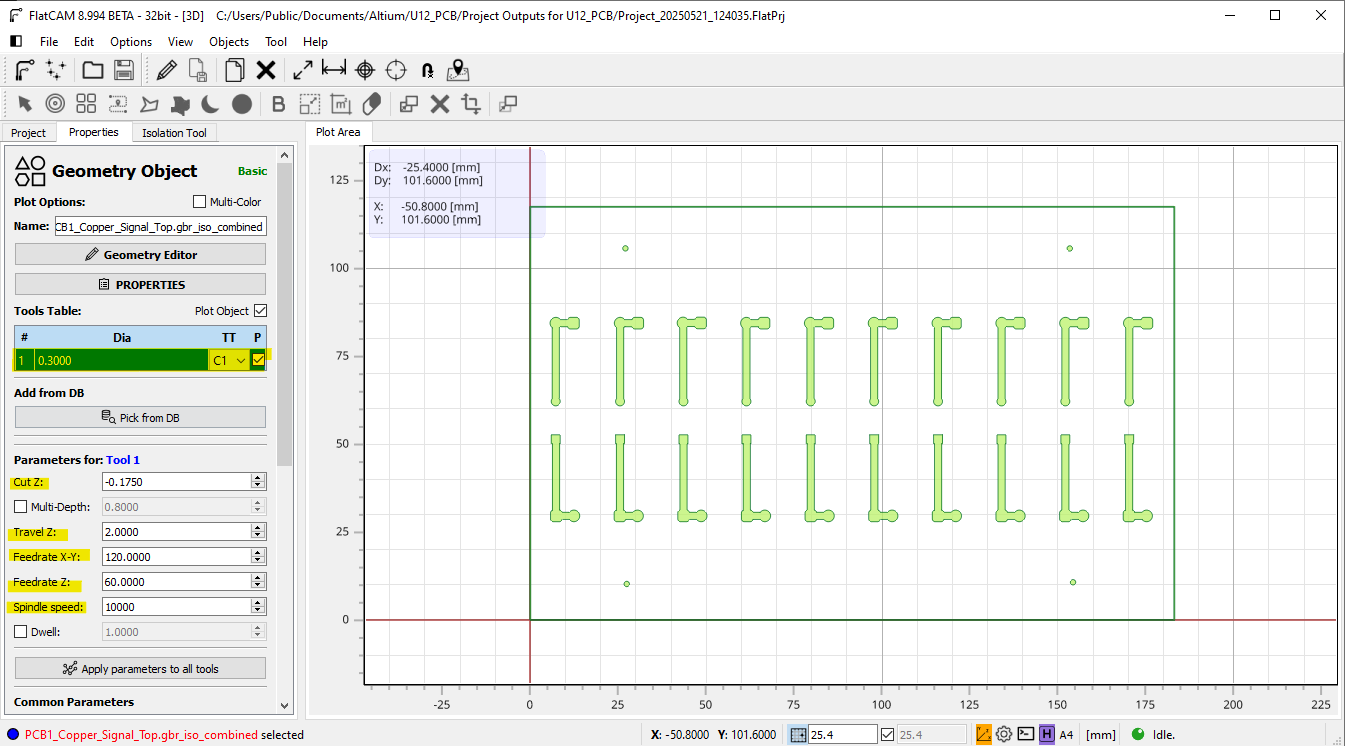 FlatCAM 8.994 BETA - 32bit - [3D] C:/Users/Public/Documents/Altium/U12_PCB/Project Outputs for U12_PCB/Project_20250521_124035.FlatPrj
File Edit Options View Objects Tool Help
Project Properties Isolation Tool
Plot Area
Geometry Object Basic
Plot Options: Multi-Color
Name: CB1_Copper_Signal_Top.gbr_iso_combined
Geometry Editor
PROPERTIES
Tools Table: Plot Object
# Dia TT P
1 0.3000 C1
Add from DB
Pick from DB
Parameters for: Tool 1
Cut Z: -0.1750
Multi-Depth: 0.8000
Travel Z: 2.0000
Feedrate X-Y: 120.0000
Feedrate Z: 60.0000
Spindle speed: 10000
Dwell: 1.0000
Apply parameters to all tools
Common Parameters
Dx: -25.4000 [mm]
Dy: 101.6000 [mm]
X: -50.8000 [mm]
Y: 101.6000 [mm]
125
100
75
50
25
0
-25 0 25 50 75 100 125 150 175 200 225
PCB1_Copper_Signal_Top.gbr_iso_combined selected
X: -50.8000 Y: 101.6000 25.4 25.4 H A4 [mm] Idle.